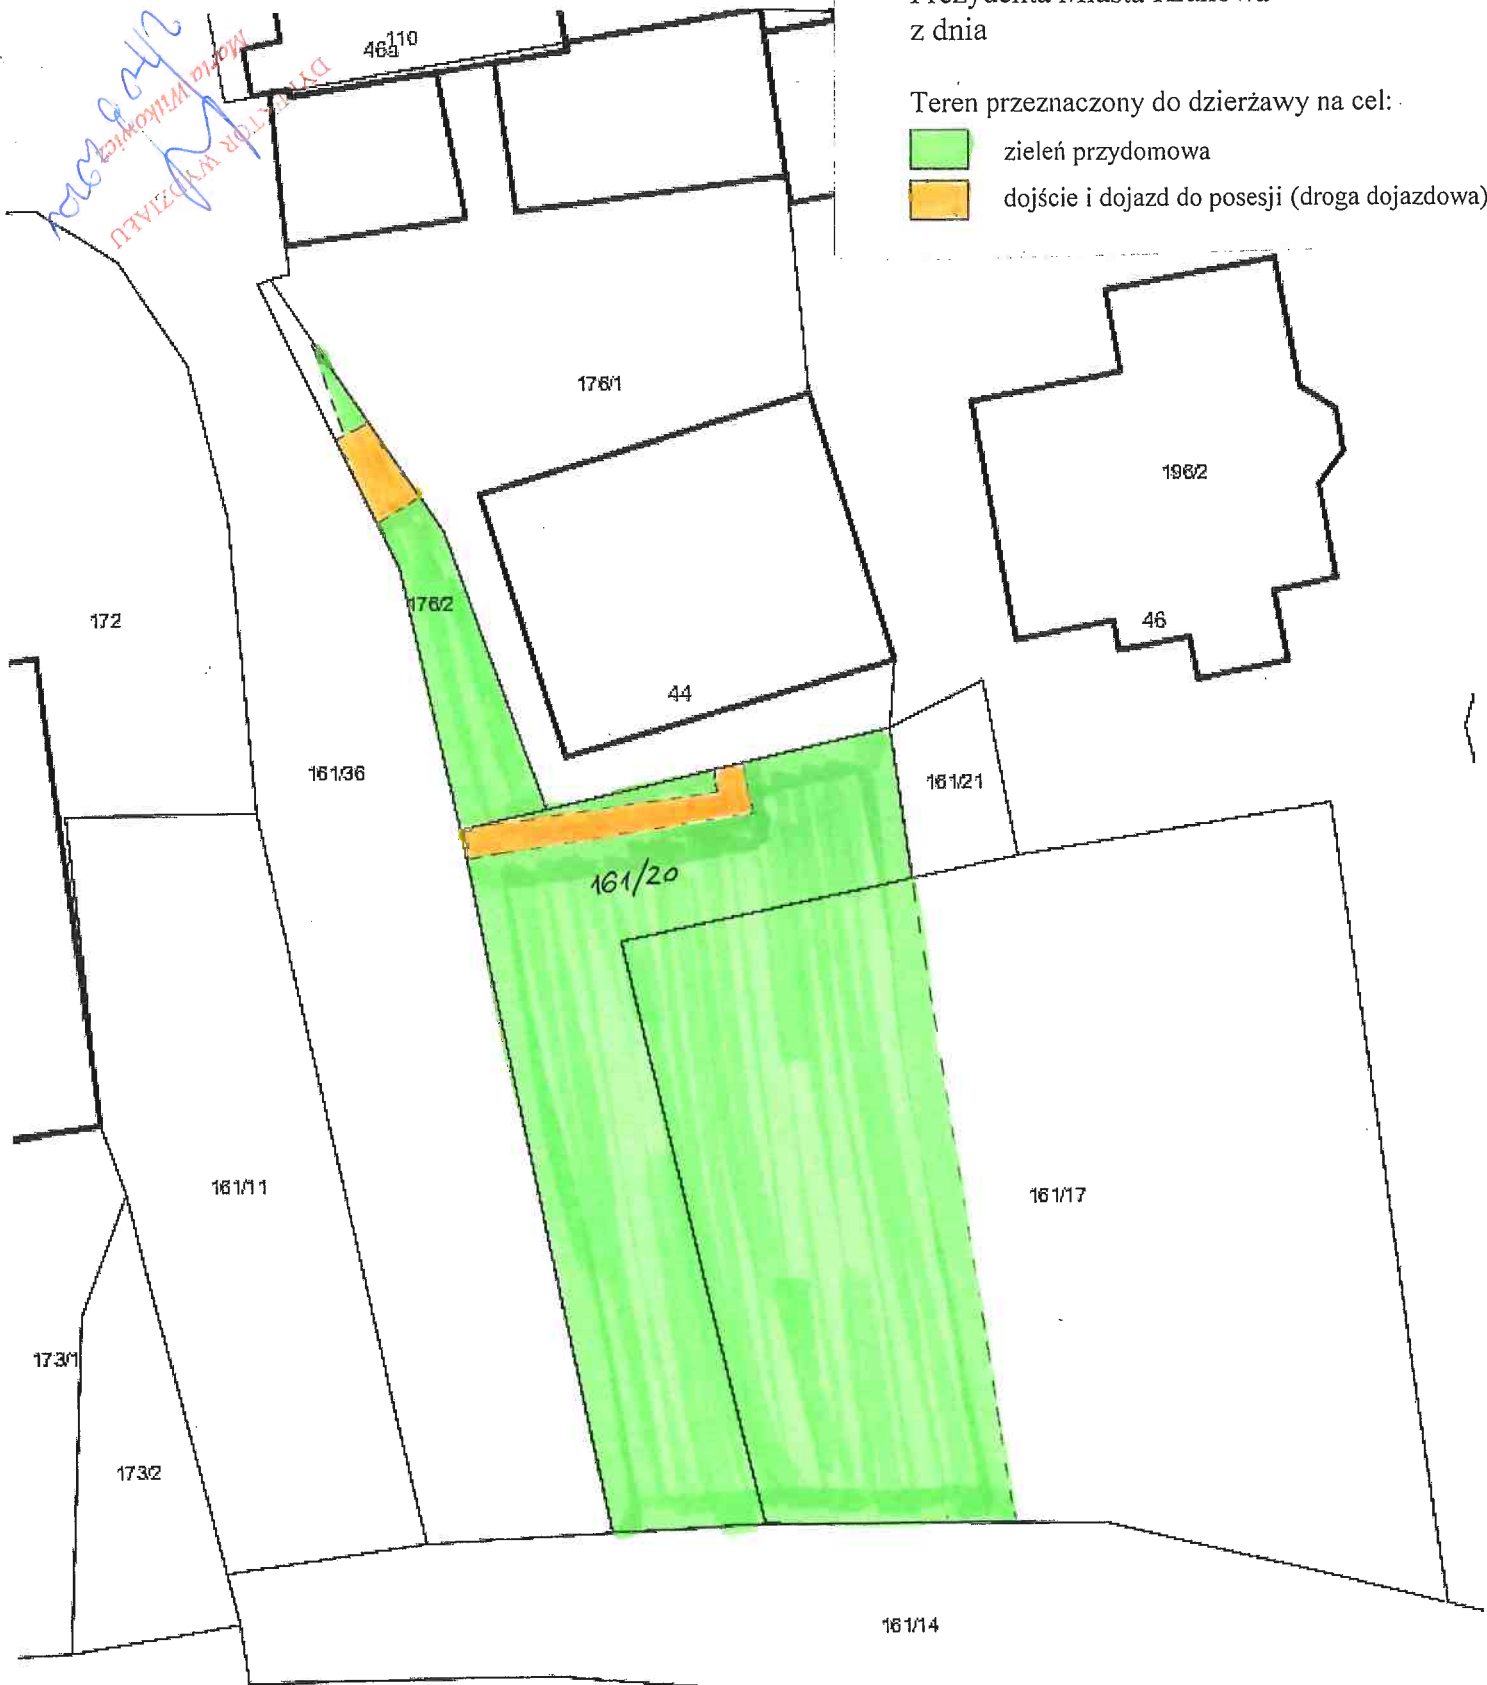 z dnia
Teren przeznaczony do dzierżawy na cel:
zieleń przydomowa
dojście i dojazd do posesji (droga dojazdowa)
DYREKTOR WYDZIAŁU
Maria Witkowicz
46a
110
176/1
196/2
176/2
172
46
44
161/36
161/21
161/20
161/11
161/17
173/1
173/2
161/14